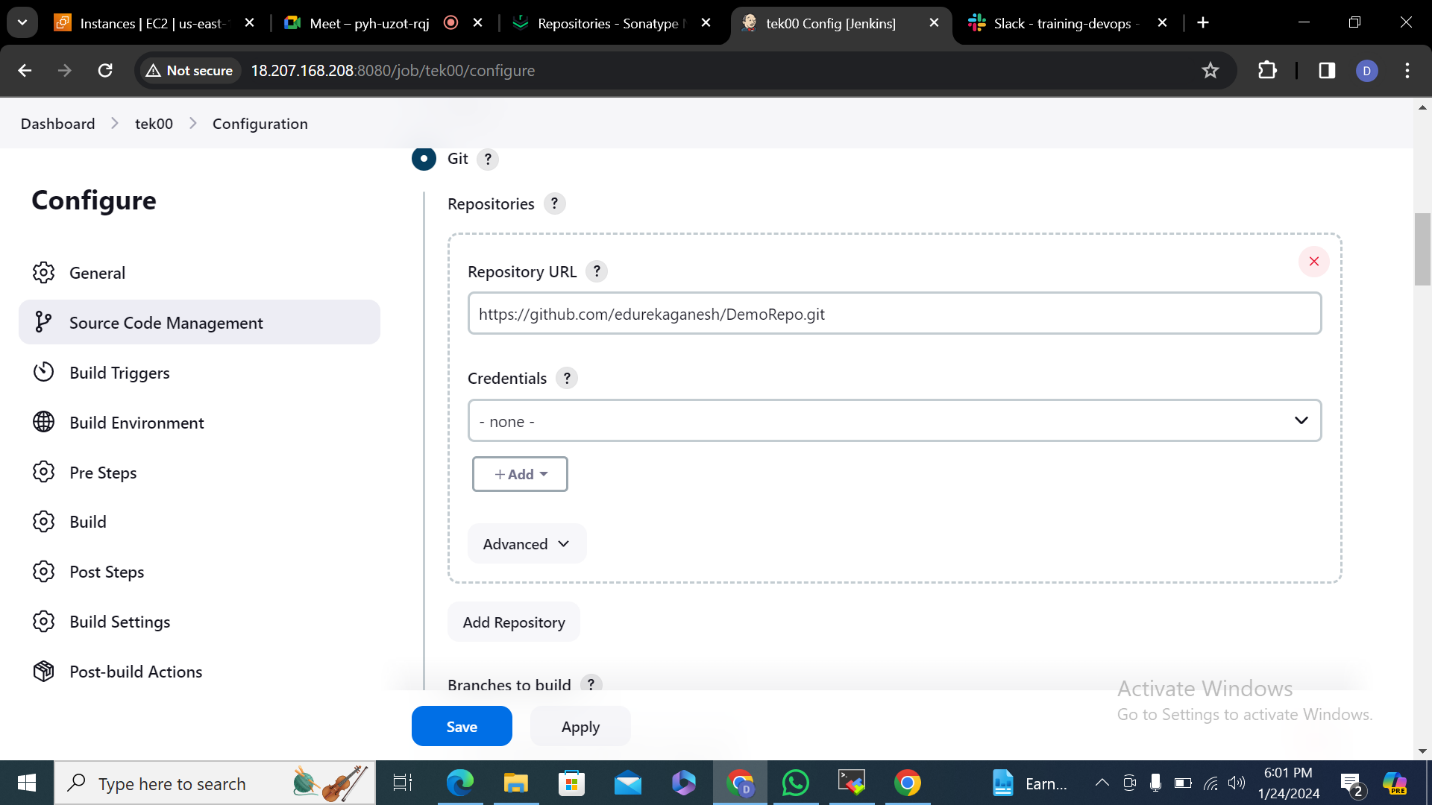 Instances | EC2 | us-east-
Meet – pyh-uzot-rqj
Repositories - Sonatype
tek00 Config [Jenkins]
Slack - training-devops -
Not secure
18.207.168.208:8080/job/tek00/configure
D
Dashboard
tek00
Configuration
Configure
General
Source Code Management
Build Triggers
Build Environment
Pre Steps
Build
Post Steps
Build Settings
Post-build Actions
Git ?
Repositories ?
Repository URL ?
https://github.com/edurekaganesh/DemoRepo.git
Credentials ?
- none -
+ Add
Advanced
Add Repository
Branches to build ?
Save
Apply
Activate Windows
Go to Settings to activate Windows.
Type here to search
D
Earn...
6:01 PM
1/24/2024
2
PRE